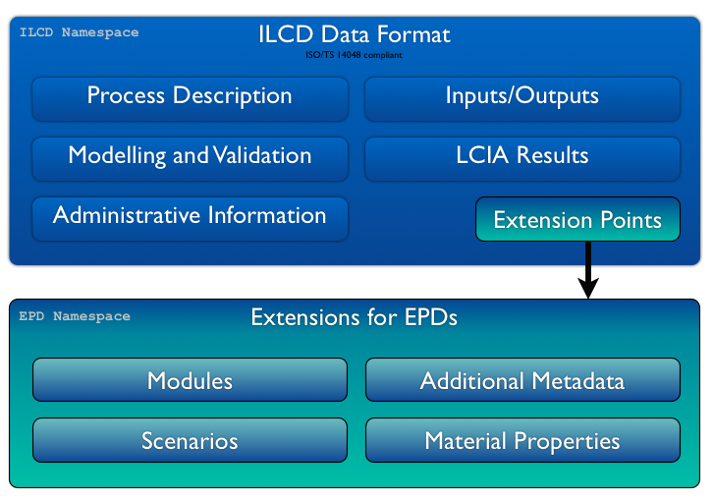 ILCD Namespace
ILCD Data Format
ISO/TS 14048 compliant
Process Description
Inputs/Outputs
Modelling and Validation
LCIA Results
Administrative Information
Extension Points
EPD Namespace
Extensions for EPDs
Modules
Additional Metadata
Scenarios
Material Properties